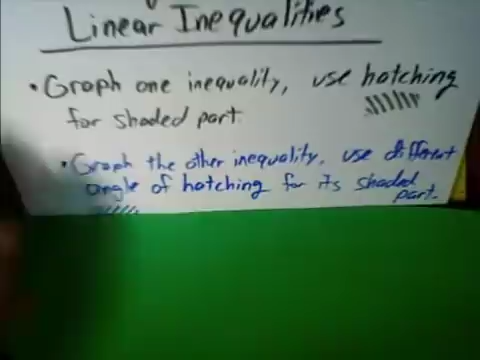 Linear Inequalities
• Graph one inequality, use hatching
for shaded part.
• Graph the other inequality, use different
angle of hatching for its shaded
part.